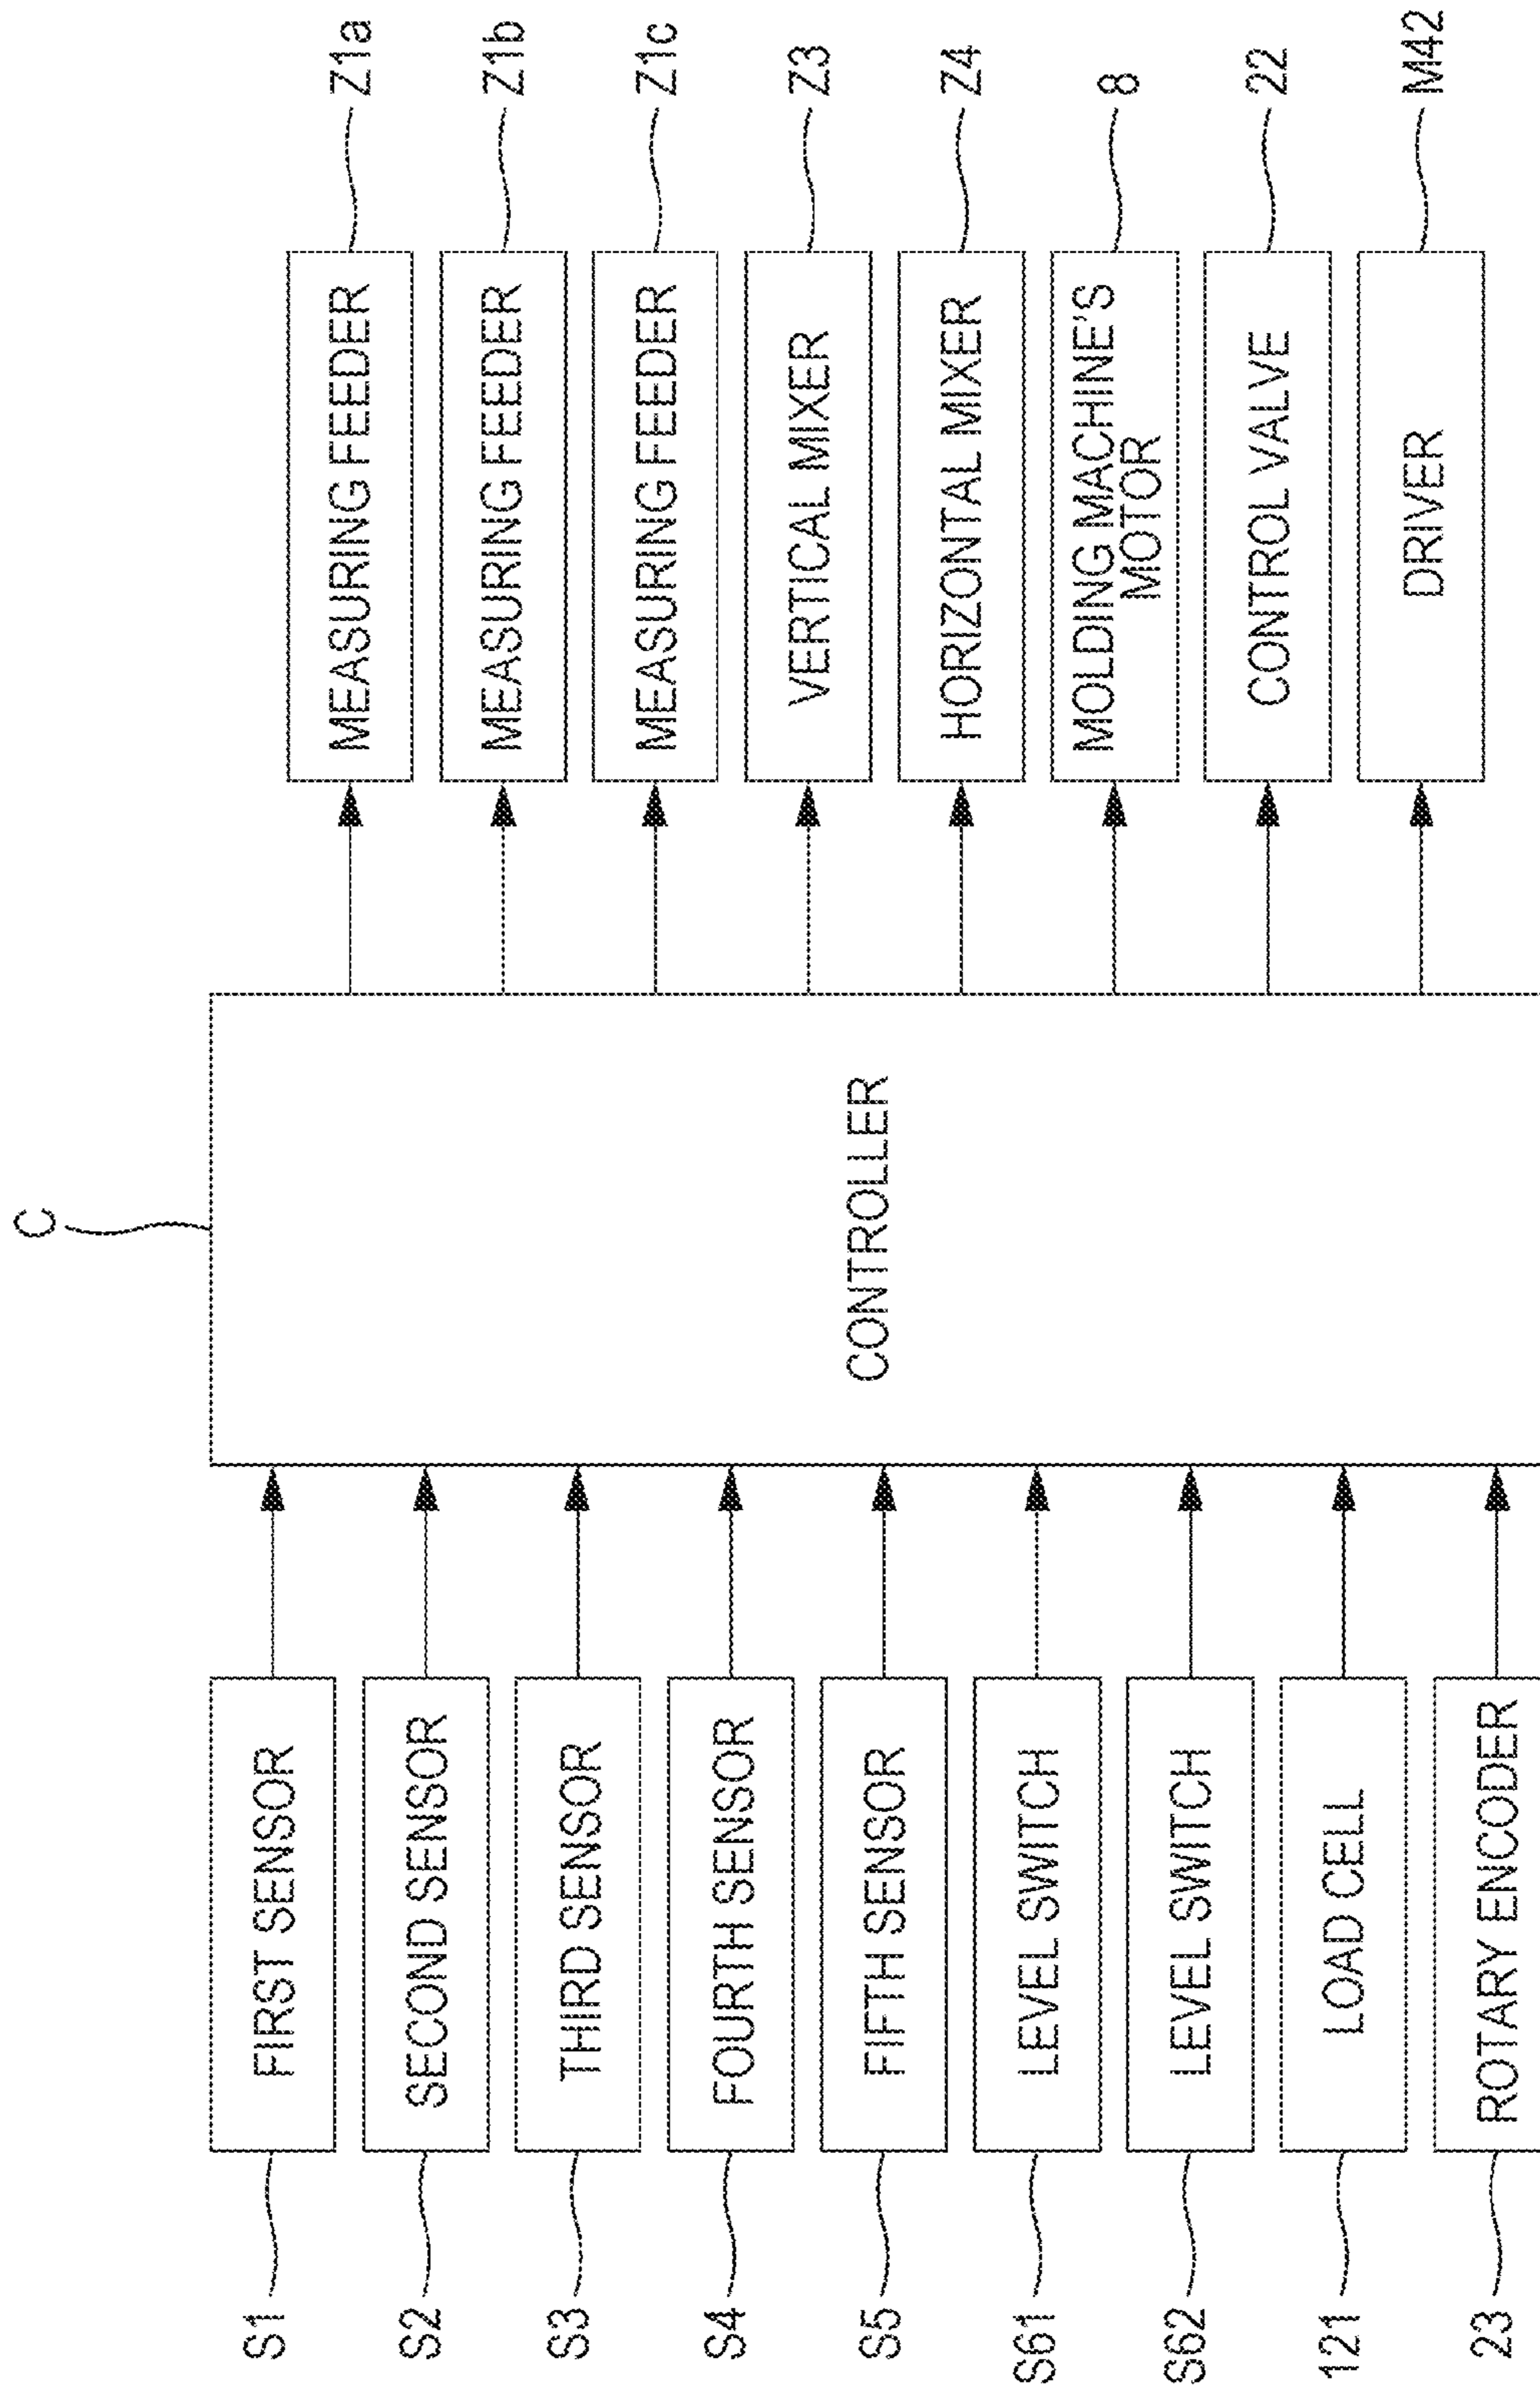 C
S1
FIRST SENSOR
S2
SECOND SENSOR
S3
THIRD SENSOR
S4
FOURTH SENSOR
S5
FIFTH SENSOR
S61
LEVEL SWITCH
S62
LEVEL SWITCH
121
LOAD CELL
23
ROTARY ENCODER
CONTROLLER
MEASURING FEEDER
Z1a
MEASURING FEEDER
Z1b
MEASURING FEEDER
Z1c
VERTICAL MIXER
Z3
HORIZONTAL MIXER
Z4
MOLDING MACHINE'S
MOTOR
8
CONTROL VALVE
22
DRIVER
M42